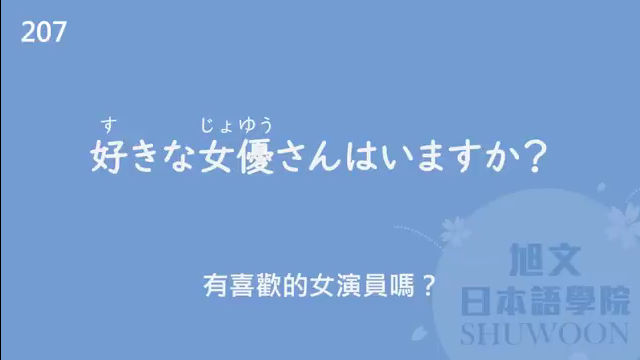 207
す じょゆう
好きな女優さんはいますか?
有喜歡的女演員嗎？
旭文
日本語學院
SHUWOON